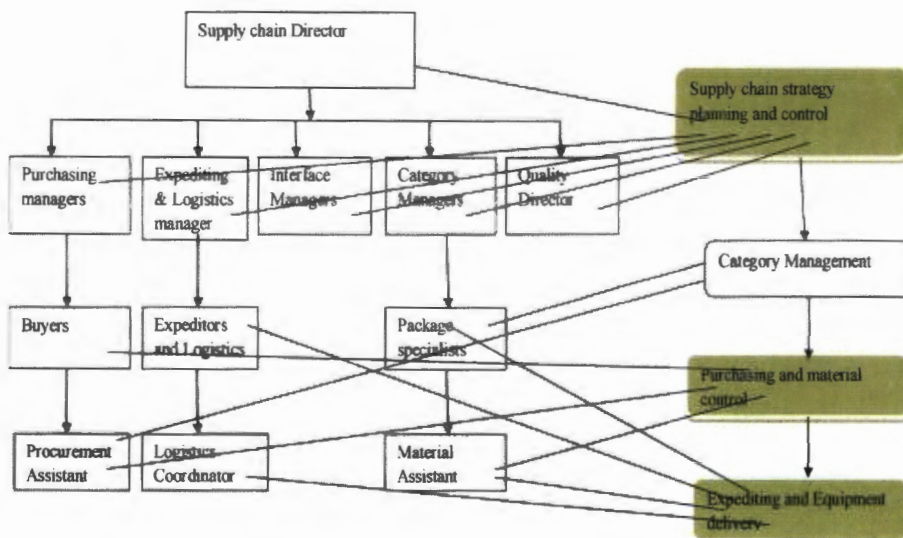 Supply chain Director
Supply chain strategy
planning and control
Purchasing
managers
Expediting
& Logistics
manager
Interface
Managers
Category
Managers
Quality
Director
Category Management
Buyers
Expeditors
and Logistics
Package
specialists
Purchasing and material
control
Procurement
Assistant
Logistics
Coordinator
Material
Assistant
Expediting and Equipment
delivery